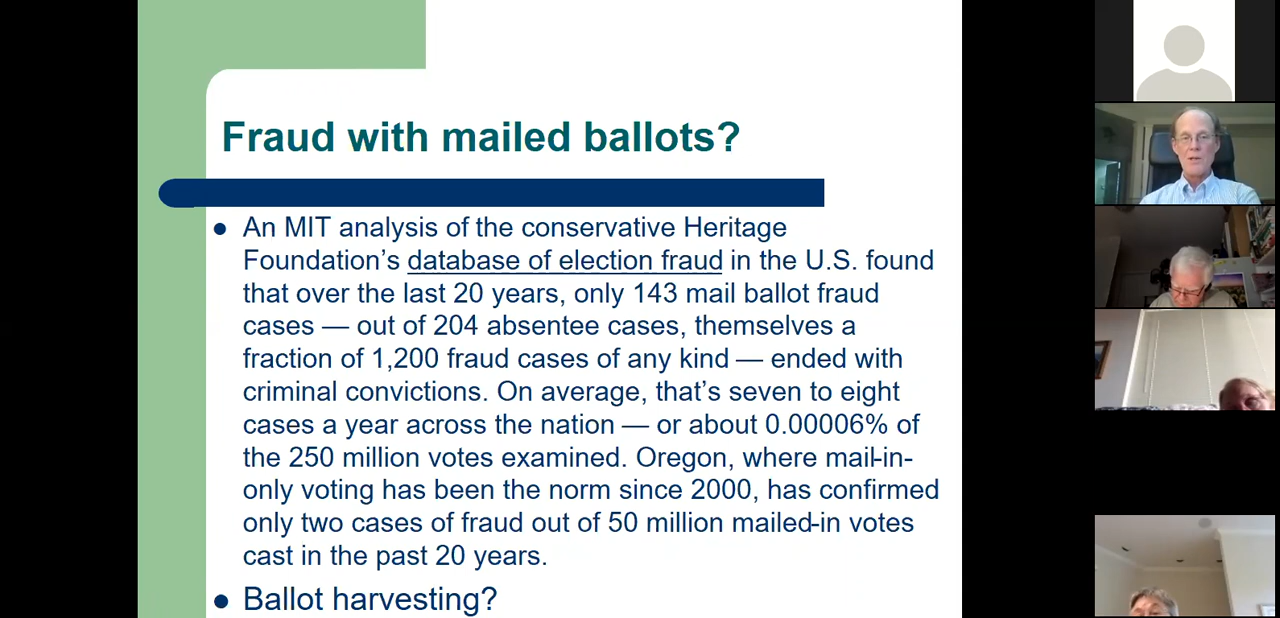 Fraud with mailed ballots?
An MIT analysis of the conservative Heritage
Foundation’s database of election fraud in the U.S. found
that over the last 20 years, only 143 mail ballot fraud
cases — out of 204 absentee cases, themselves a
fraction of 1,200 fraud cases of any kind — ended with
criminal convictions. On average, that’s seven to eight
cases a year across the nation — or about 0.00006% of
the 250 million votes examined. Oregon, where mail-in-
only voting has been the norm since 2000, has confirmed
only two cases of fraud out of 50 million mailed-in votes
cast in the past 20 years.
Ballot harvesting?